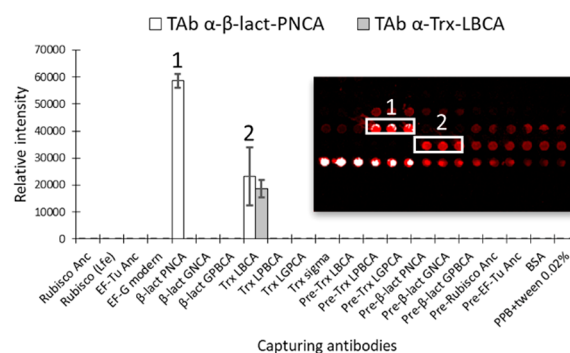 TAb α-β-lact-PNCA
TAb α-Trx-LBCA
Relative intensity
70000
60000
50000
40000
30000
20000
10000
0
1
2
1
2
Rubisco Anc
Rubisco (Lfe)
EF-Tu Anc
EF-G modern
β-lact PNCA
β-lact GNCA
β-lact GPBCA
Trx LBCA
Trx LPBCA
Trx LGPCA
Trx sigma
Pre-Trx LBCA
Pre-Trx LPBCA
Pre-Trx LGPCA
Pre-β-lact PNCA
Pre-β-lact GNCA
Pre-β-lact GPBCA
Pre-Rubisco Anc
Pre-EF-Tu Anc
BSA
PPB+tween 0.02%
Capturing antibodies